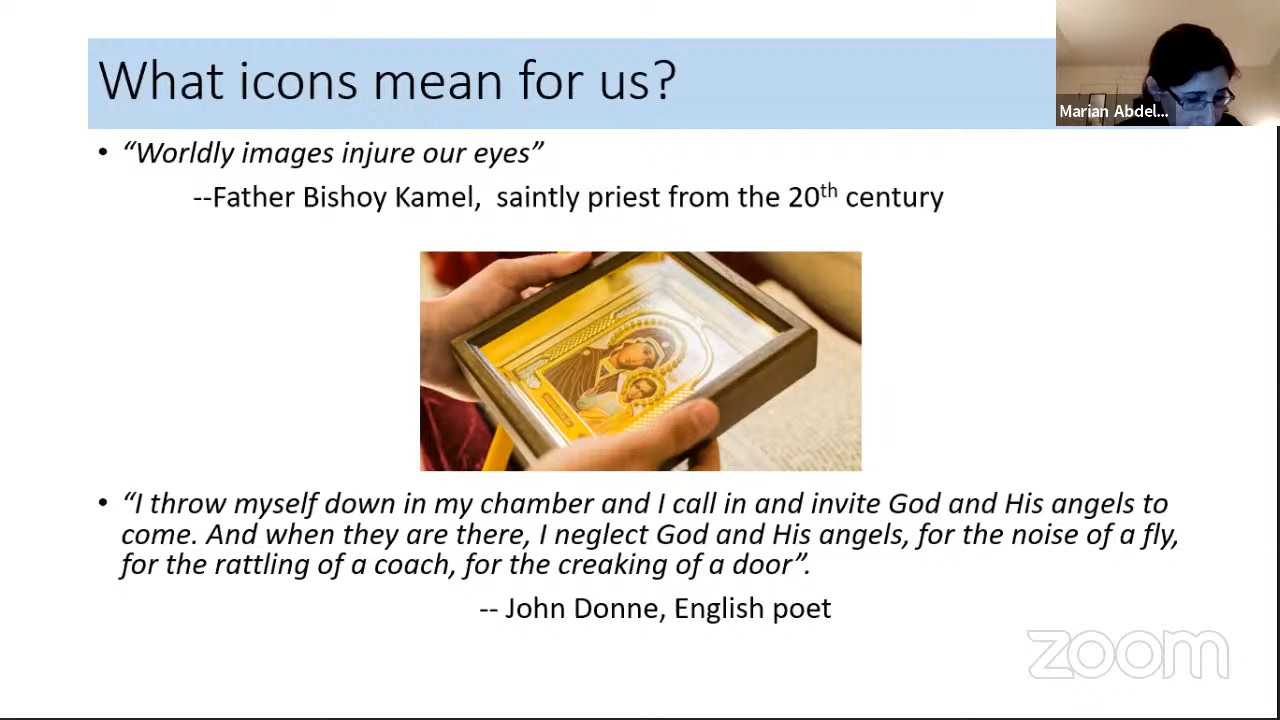 What icons mean for us?
Marian Abdel...
• “Worldly images injure our eyes”
--Father Bishoy Kamel,  saintly priest from the 20th century
• “I throw myself down in my chamber and I call in and invite God and His angels to
come. And when they are there, I neglect God and His angels, for the noise of a fly,
for the rattling of a coach, for the creaking of a door”.
-- John Donne, English poet
zoom